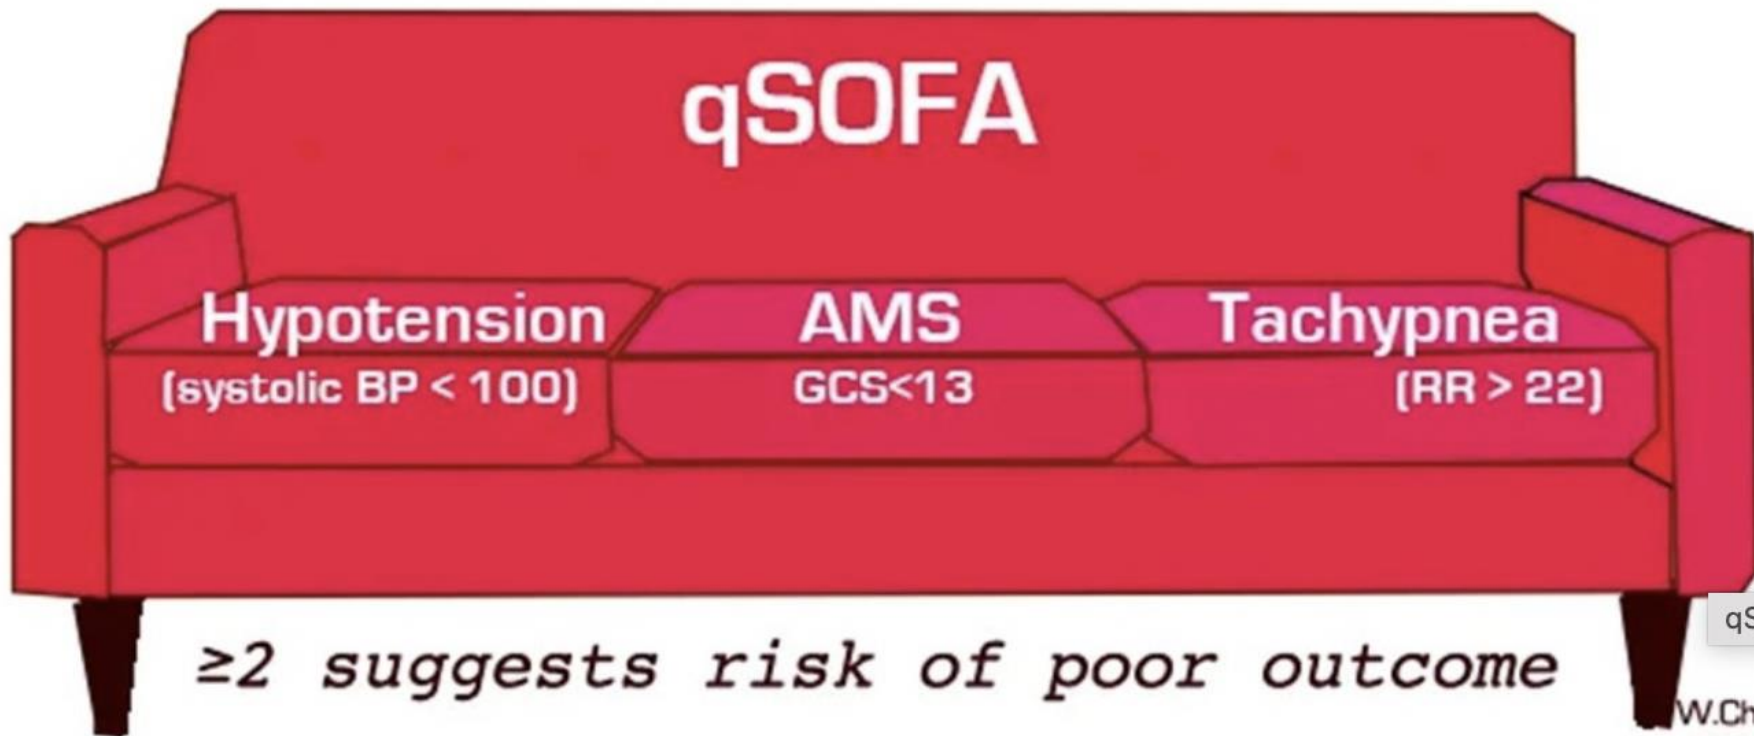 qSOFA
Hypotension
(systolic BP < 100)
AMS
GCS<13
Tachypnea
(RR > 22)
≥2 suggests risk of poor outcome